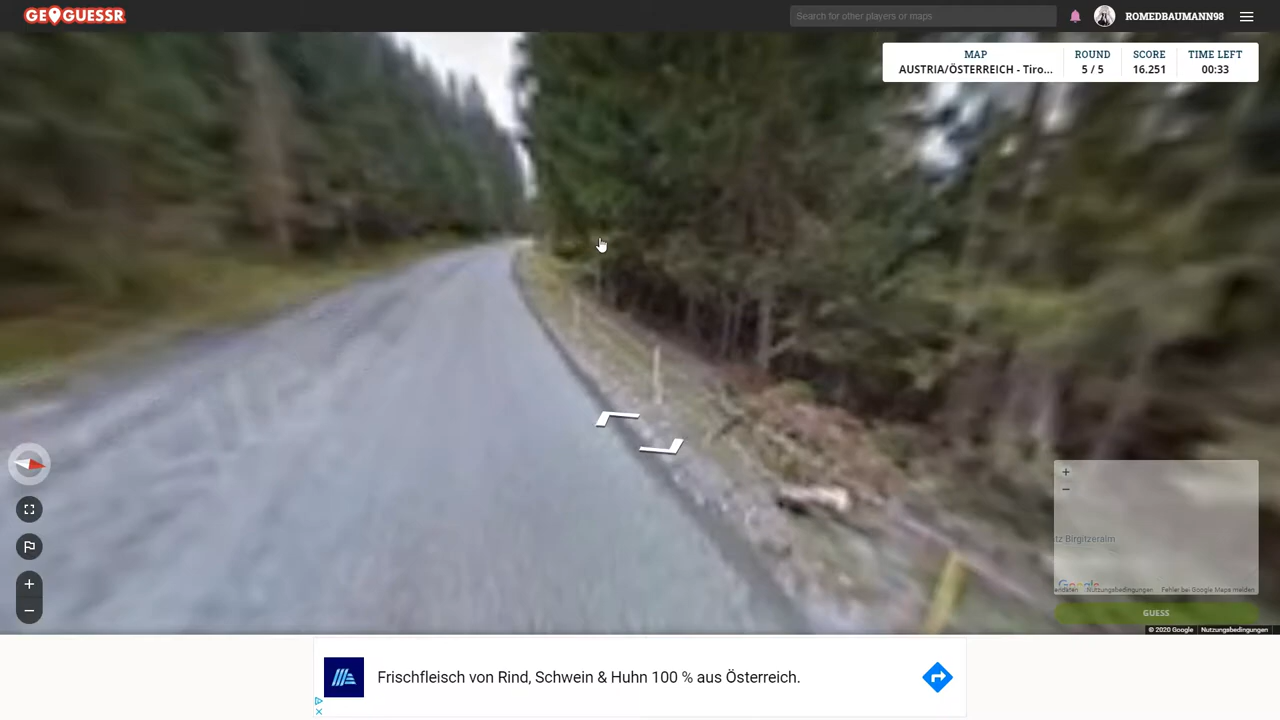 GEOGUESSR
Search for other players or maps
ROMEDBAUMANN98
MAP
AUSTRIA/ÖSTERREICH - Tiro...
ROUND
5 / 5
SCORE
16.251
TIME LEFT
00:33
+
−
+
−
tz Birgitzeralm
Google
endaten
Nutzungsbedingungen
Fehler bei Google Maps melden
GUESS
© 2020 Google
Nutzungsbedingungen
Frischfleisch von Rind, Schwein & Huhn 100 % aus Österreich.